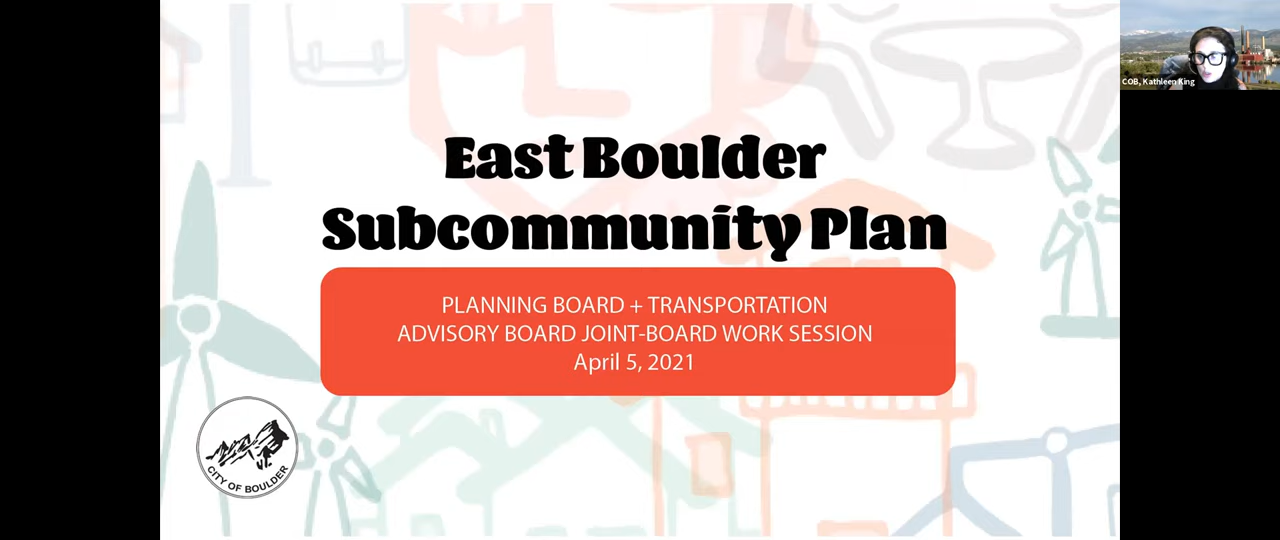 East Boulder
Subcommunity Plan
PLANNING BOARD + TRANSPORTATION
ADVISORY BOARD JOINT-BOARD WORK SESSION
April 5, 2021
CITY OF BOULDER
COB, Kathleen King